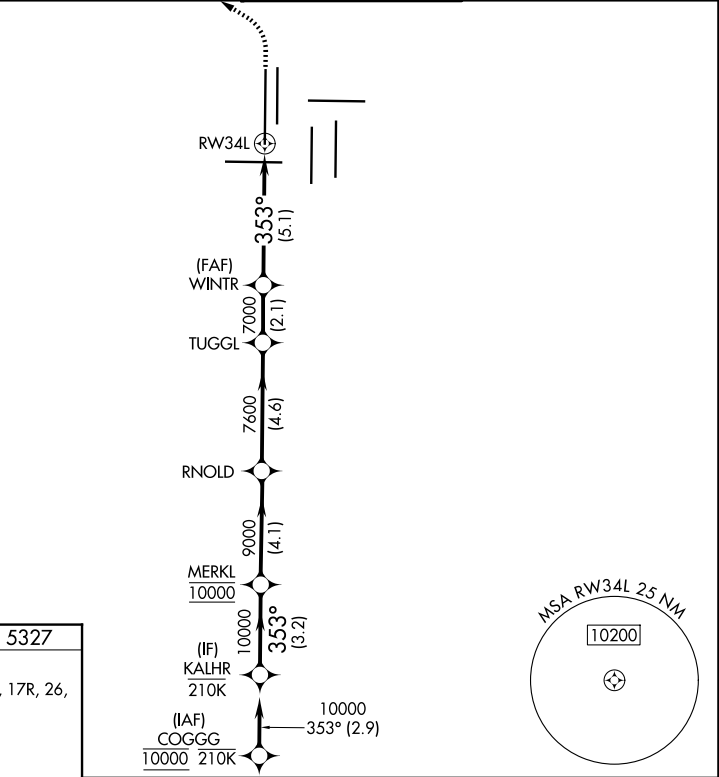 RW34L
353°
(5.1)
(FAF)
WINTR
7000
(2.1)
TUGGL
7600
(4.6)
RNOLD
9000
(4.1)
MERKL
10000
10000
353°
(3.2)
(IF)
KALHR
210K
10000
353° (2.9)
(IAF)
COGGG
10000 210K
MSA RW34L 25 NM
10200
5327
, 17R, 26,